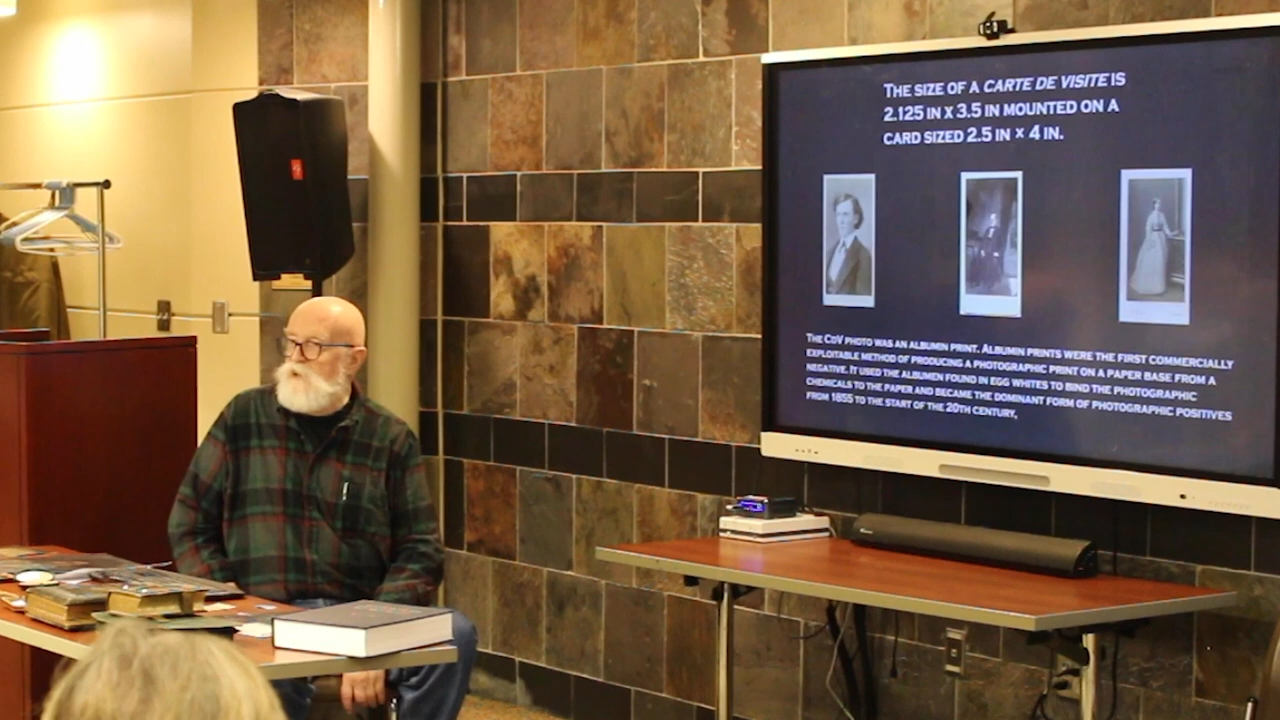 THE SIZE OF A CARTE DE VISITE IS
2.125 IN X 3.5 IN MOUNTED ON A
CARD SIZED 2.5 IN × 4 IN.
THE CDV PHOTO WAS AN ALBUMIN PRINT. ALBUMIN PRINTS WERE THE FIRST COMMERCIALLY
EXPLOITABLE METHOD OF PRODUCING A PHOTOGRAPHIC PRINT ON A PAPER BASE FROM A
NEGATIVE. IT USED THE ALBUMEN FOUND IN EGG WHITES TO BIND THE PHOTOGRAPHIC
CHEMICALS TO THE PAPER AND BECAME THE DOMINANT FORM OF PHOTOGRAPHIC POSITIVES
FROM 1855 TO THE START OF THE 20TH CENTURY,